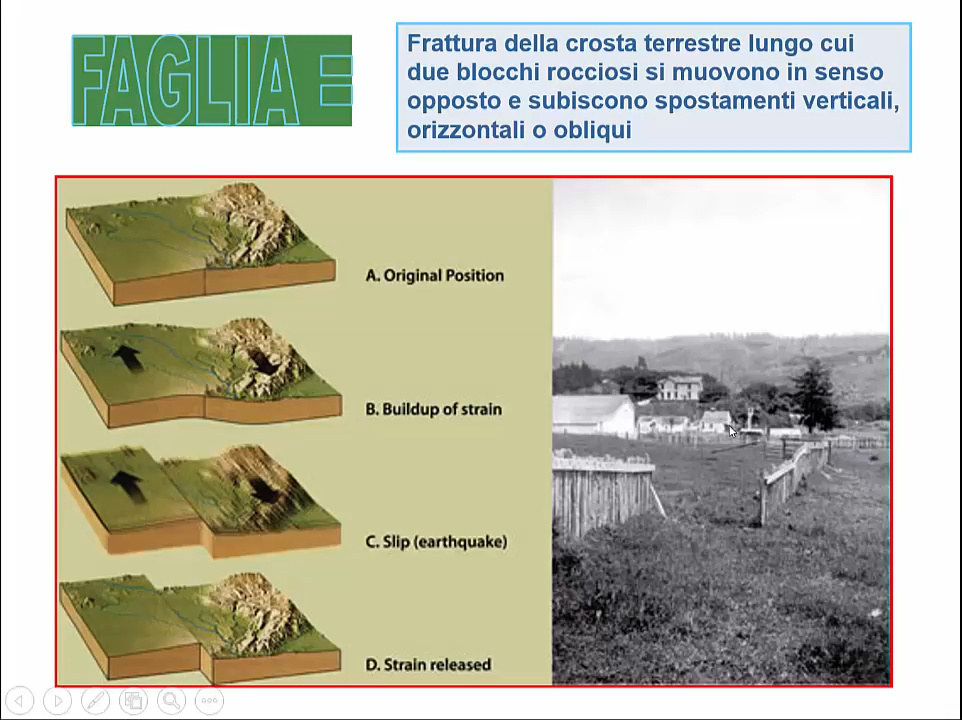 FAGLIA =
Frattura della crosta terrestre lungo cui
due blocchi rocciosi si muovono in senso
opposto e subiscono spostamenti verticali,
orizzontali o obliqui
A. Original Position
B. Buildup of strain
C. Slip (earthquake)
D. Strain released